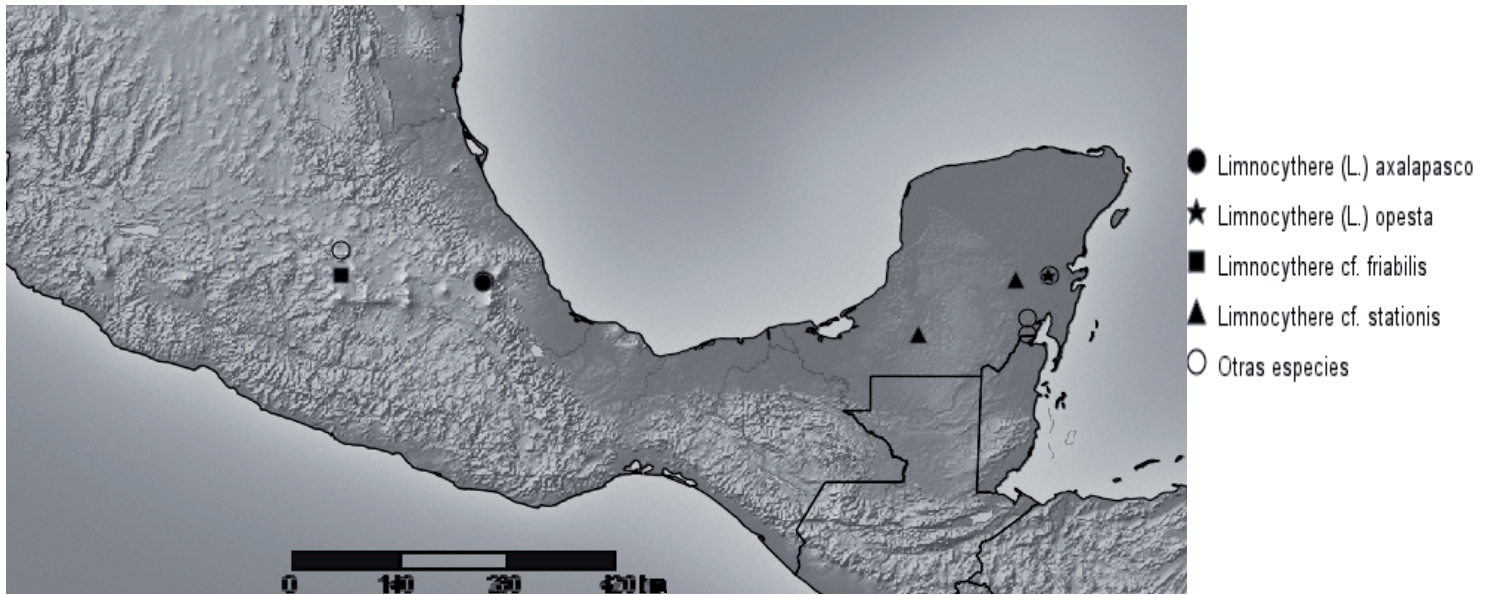 Limnocythere (L.) axalapasco
Limnocythere (L.) opesta
Limnocythere cf. friabilis
Limnocythere cf. stationis
Otras especies
0 140 280 420 km